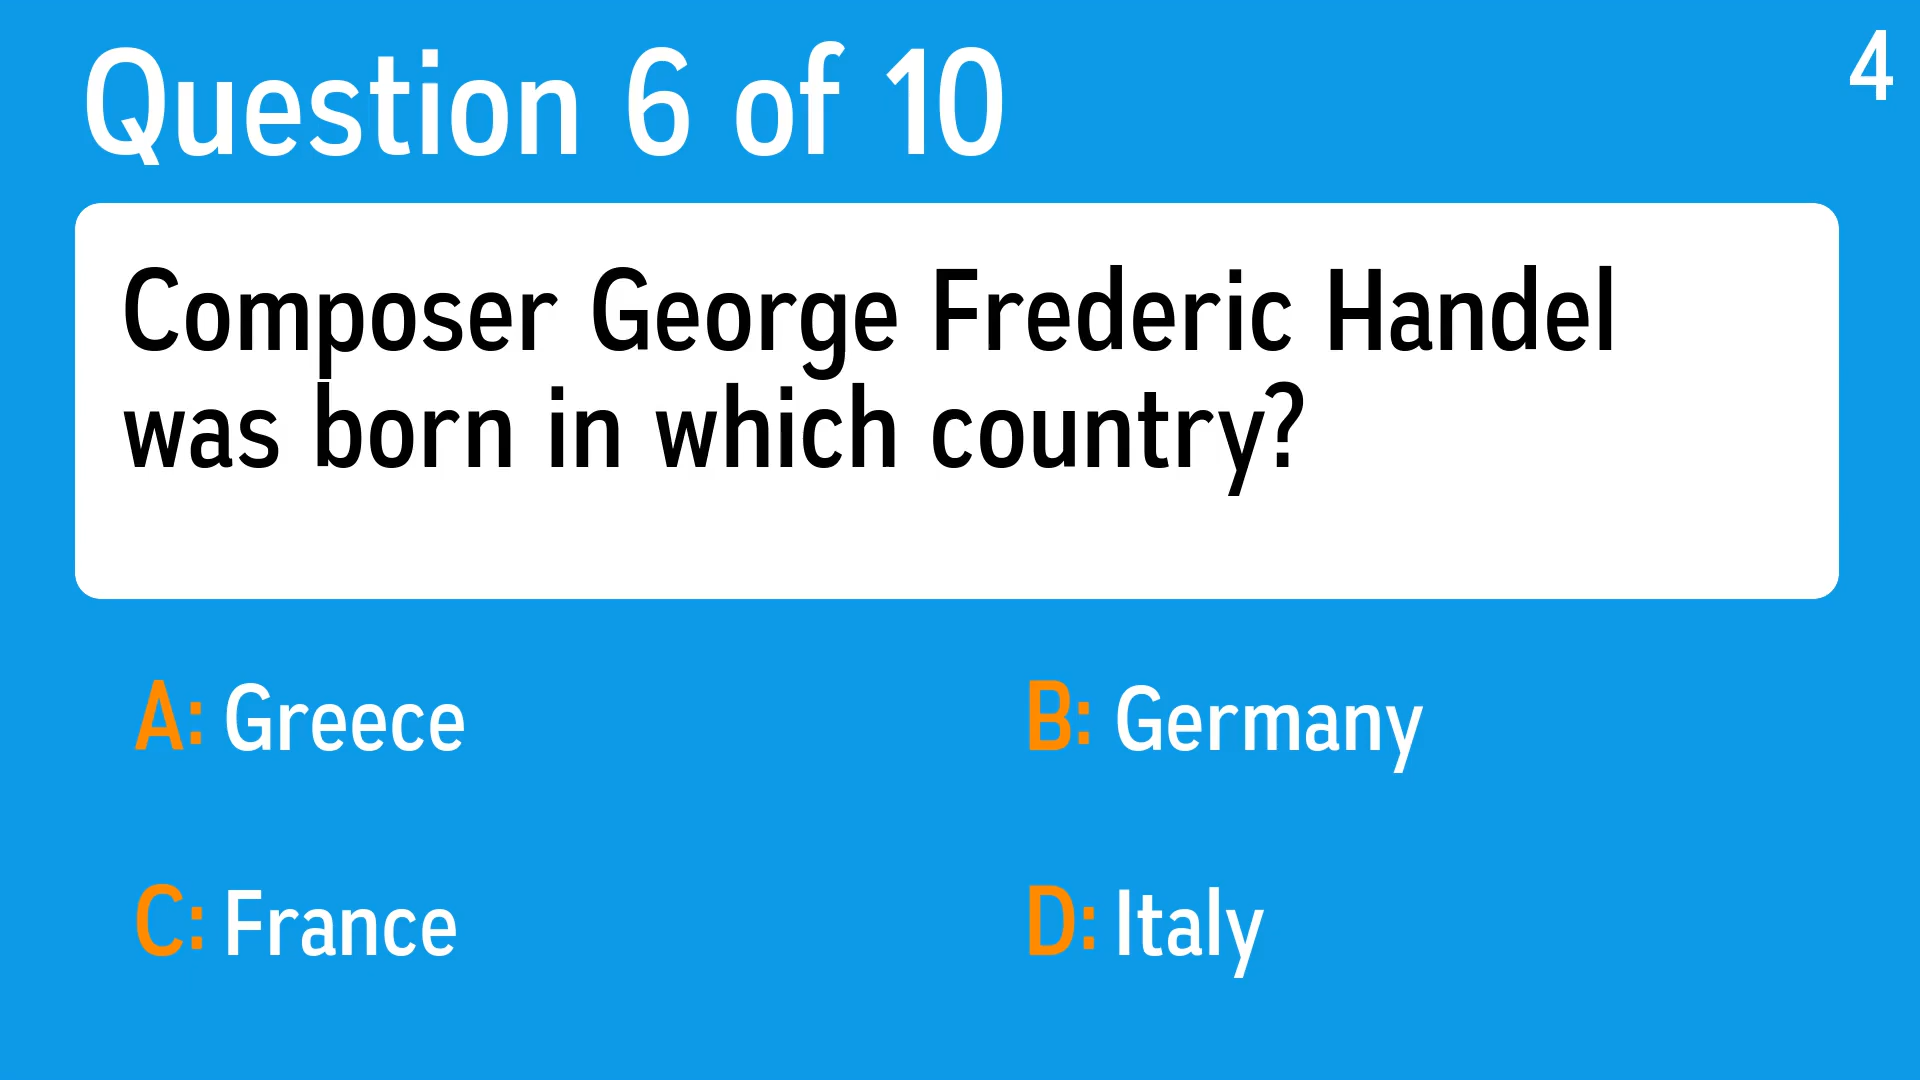 Question 6 of 10
4
Composer George Frederic Handel
was born in which country?
A: Greece
B: Germany
C: France
D: Italy